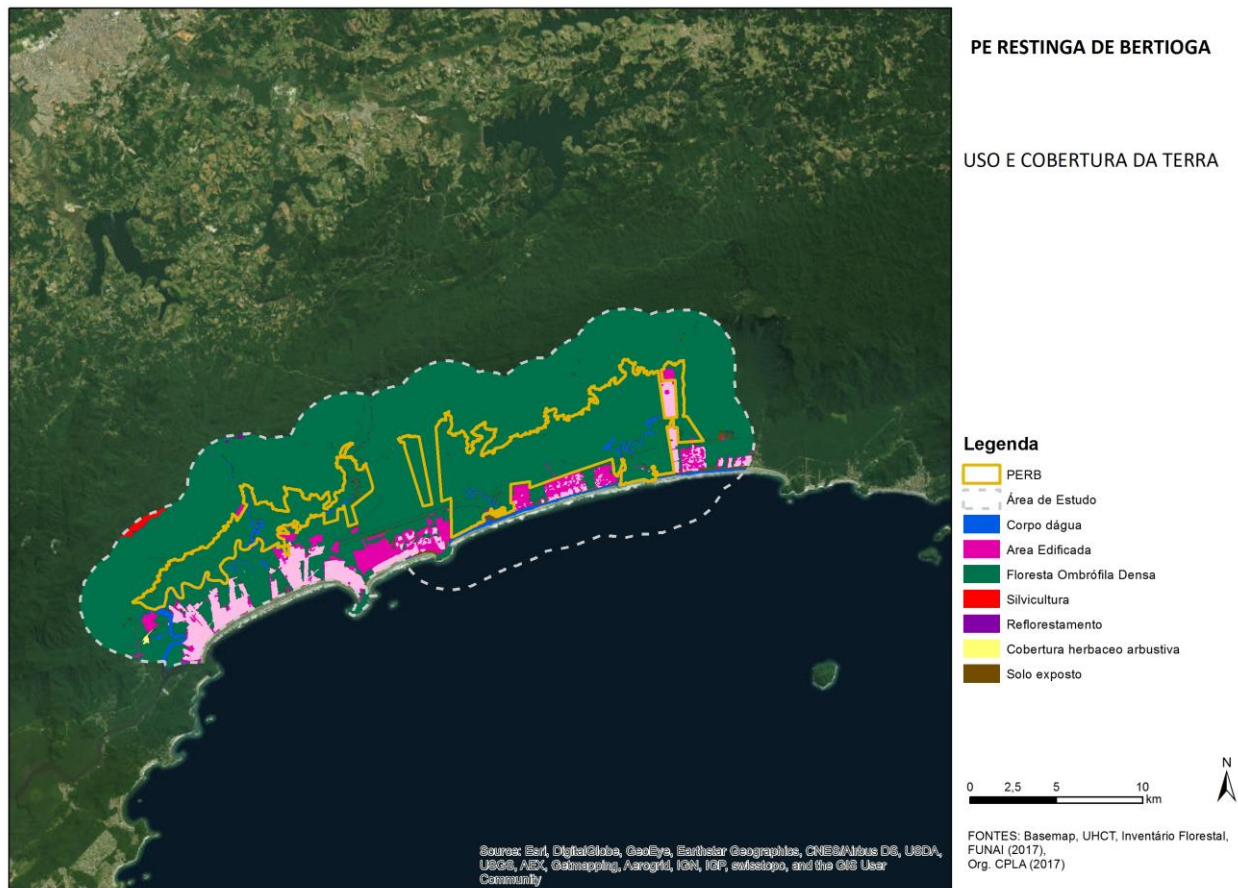 PE RESTINGA DE BERTIOGA
USO E COBERTURA DA TERRA
Legenda
PERB
Área de Estudo
Corpo dágua
Area Edificada
Floresta Ombrófila Densa
Silvicultura
Reflorestamento
Cobertura herbaceo arbustiva
Solo exposto
N
0 2,5 5 10
km
FONTES: Basemap, UHCT, Inventário Florestal,
FUNAI (2017),
Org. CPLA (2017)
Source: Esri, DigitalGlobe, GeoEye, Earthstar Geographics, CNES/Airbus DS, USDA,
USGS, AEX, Getmapping, Aerogrid, IGN, IGP, swisstopo, and the GIS User
Community